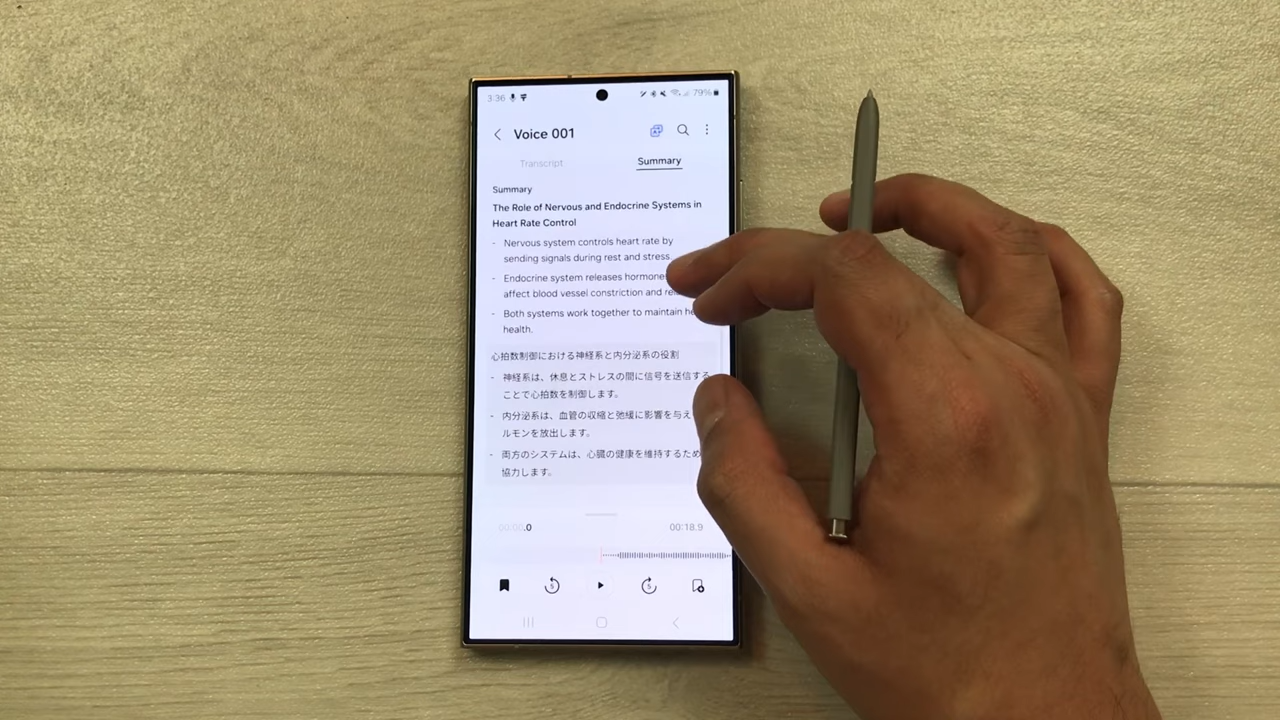 3:36 79%
Voice 001
Transcript Summary
Summary
The Role of Nervous and Endocrine Systems in
Heart Rate Control
- Nervous system controls heart rate by
sending signals during rest and stress.
- Endocrine system releases hormone
affect blood vessel constriction and
- Both systems work together to maintain
health.
心拍数制御における神経系と内分泌系の役割
- 神経系は、休息とストレスの間に信号を送信する
ことで心拍数を制御します。
- 内分泌系は、血管の収縮と弛緩に影響を与え
ルモンを放出します。
- 両方のシステムは、心臓の健康を維持するため
協力します。
00:00.0 00:18.9
5 5